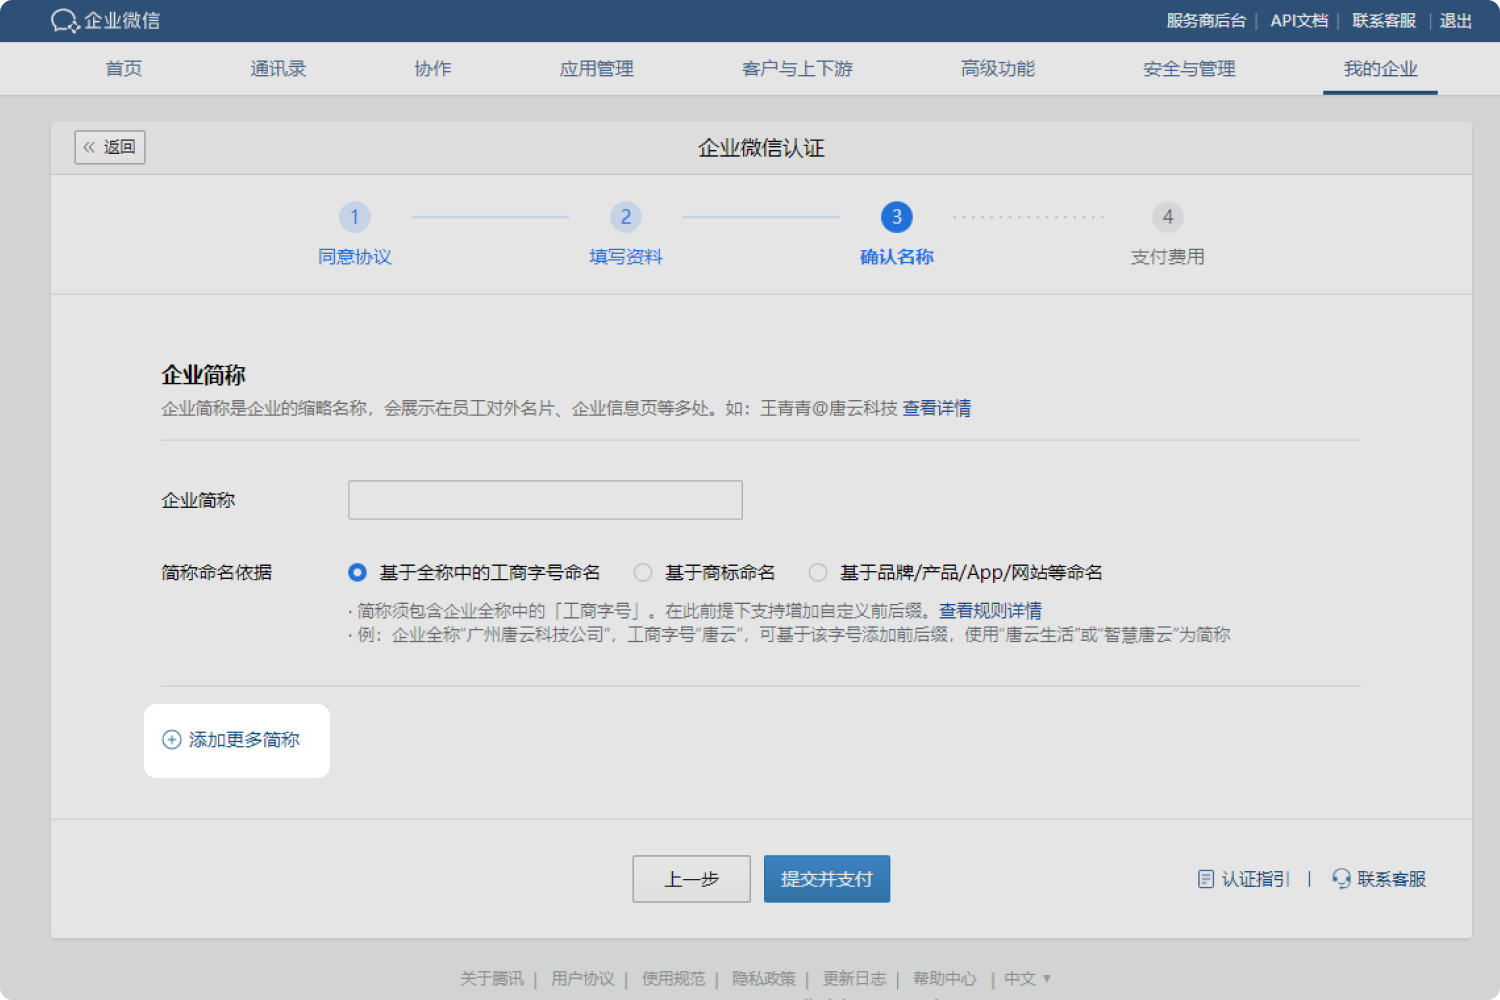 企业微信
服务商后台 | API文档 | 联系客服 | 退出
首页 通讯录 协作 应用管理 客户与上下游 高级功能 安全与管理 我的企业
« 返回
企业微信认证
1 2 3 4
同意协议 填写资料 确认名称 支付费用
企业简称
企业简称是企业的缩略名称，会展示在员工对外名片、企业信息页等多处。如：王青青@唐云科技 查看详情
企业简称
简称命名依据 基于全称中的工商字号命名 基于商标命名 基于品牌/产品/App/网站等命名
· 简称须包含企业全称中的「工商字号」。在此前提下支持增加自定义前后缀。查看规则详情
· 例：企业全称“广州唐云科技公司”，工商字号“唐云”，可基于该字号添加前后缀，使用“唐云生活”或“智慧唐云”为简称
添加更多简称
上一步 提交并支付 认证指引 | 联系客服
关于腾讯 | 用户协议 | 使用规范 | 隐私政策 | 更新日志 | 帮助中心 | 中文 ▼